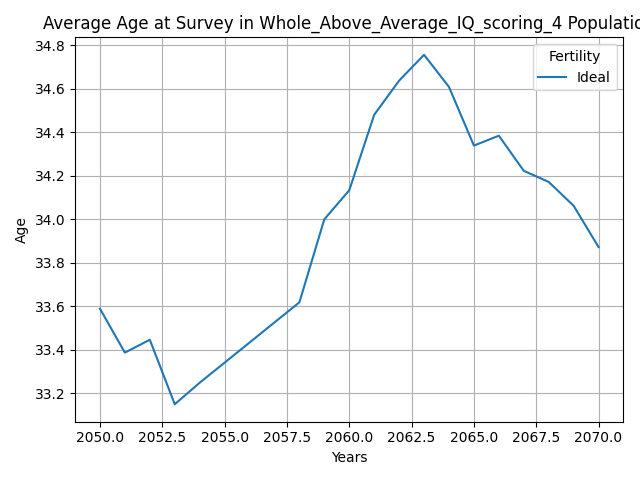 Average Age at Survey in Whole_Above_Average_IQ_scoring_4 Populatio
34.8
34.6
34.4
34.2
34.0
33.8
33.6
33.4
33.2
Age
Fertility
Ideal
2050.0 2052.5 2055.0 2057.5 2060.0 2062.5 2065.0 2067.5 2070.0
Years